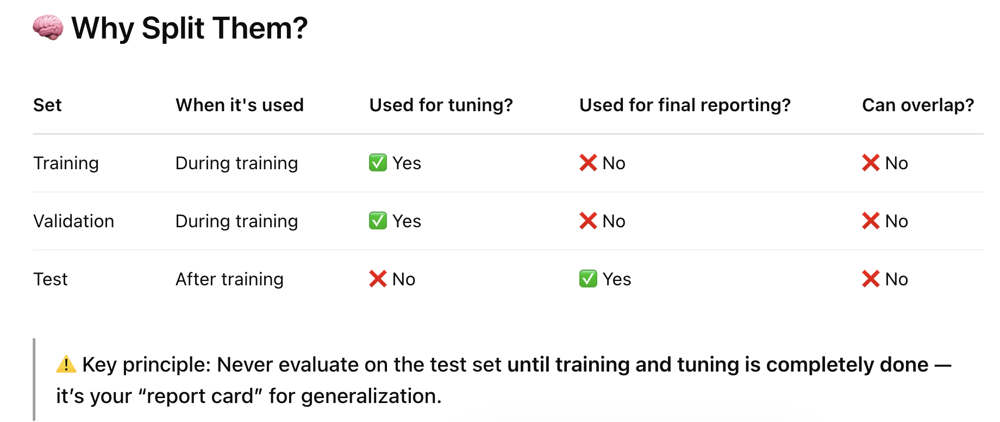 🧠 Why Split Them?
Set When it's used Used for tuning? Used for final reporting? Can overlap?
Training During training ✅ Yes ❌ No ❌ No
Validation During training ✅ Yes ❌ No ❌ No
Test After training ❌ No ✅ Yes ❌ No
⚠️ Key principle: Never evaluate on the test set until training and tuning is completely done —
it’s your “report card” for generalization.